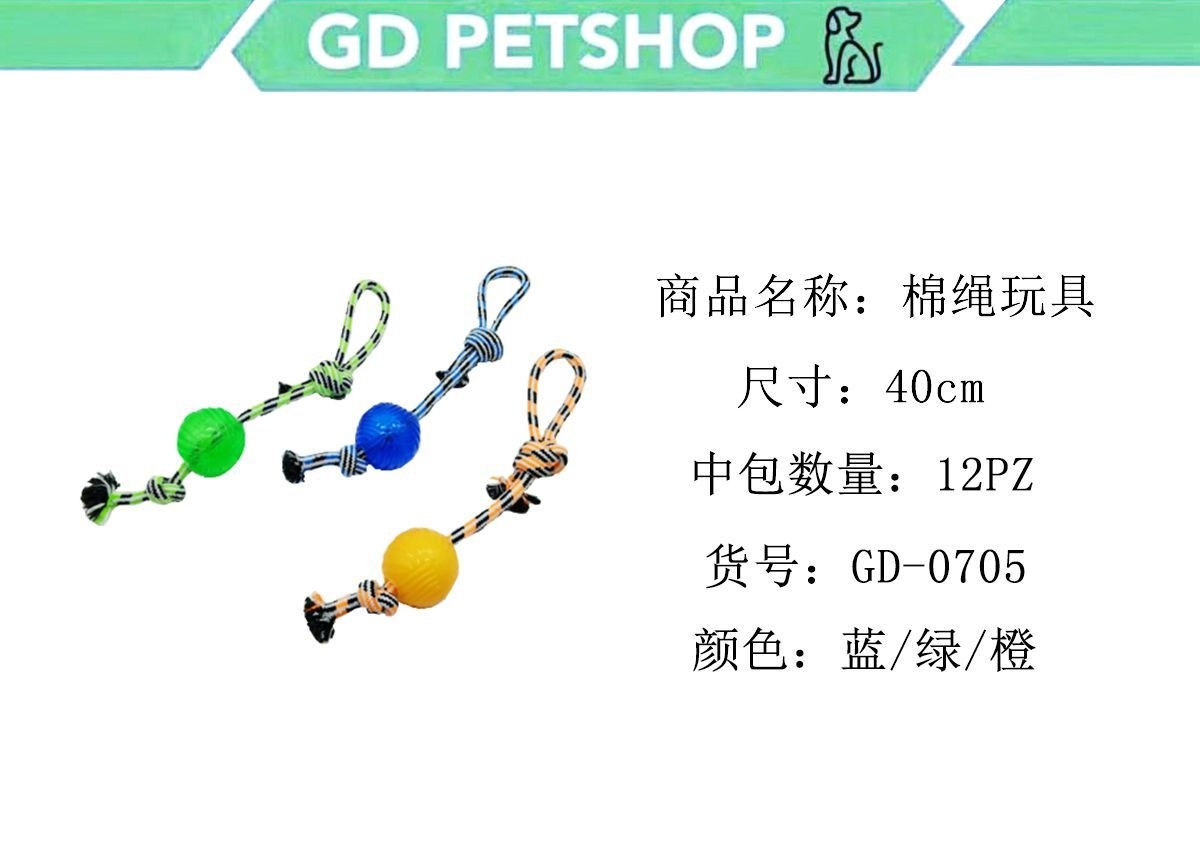 GD PETSHOP
商品名称：棉绳玩具
尺寸：40cm
中包数量：12PZ
货号：GD-0705
颜色：蓝/绿/橙